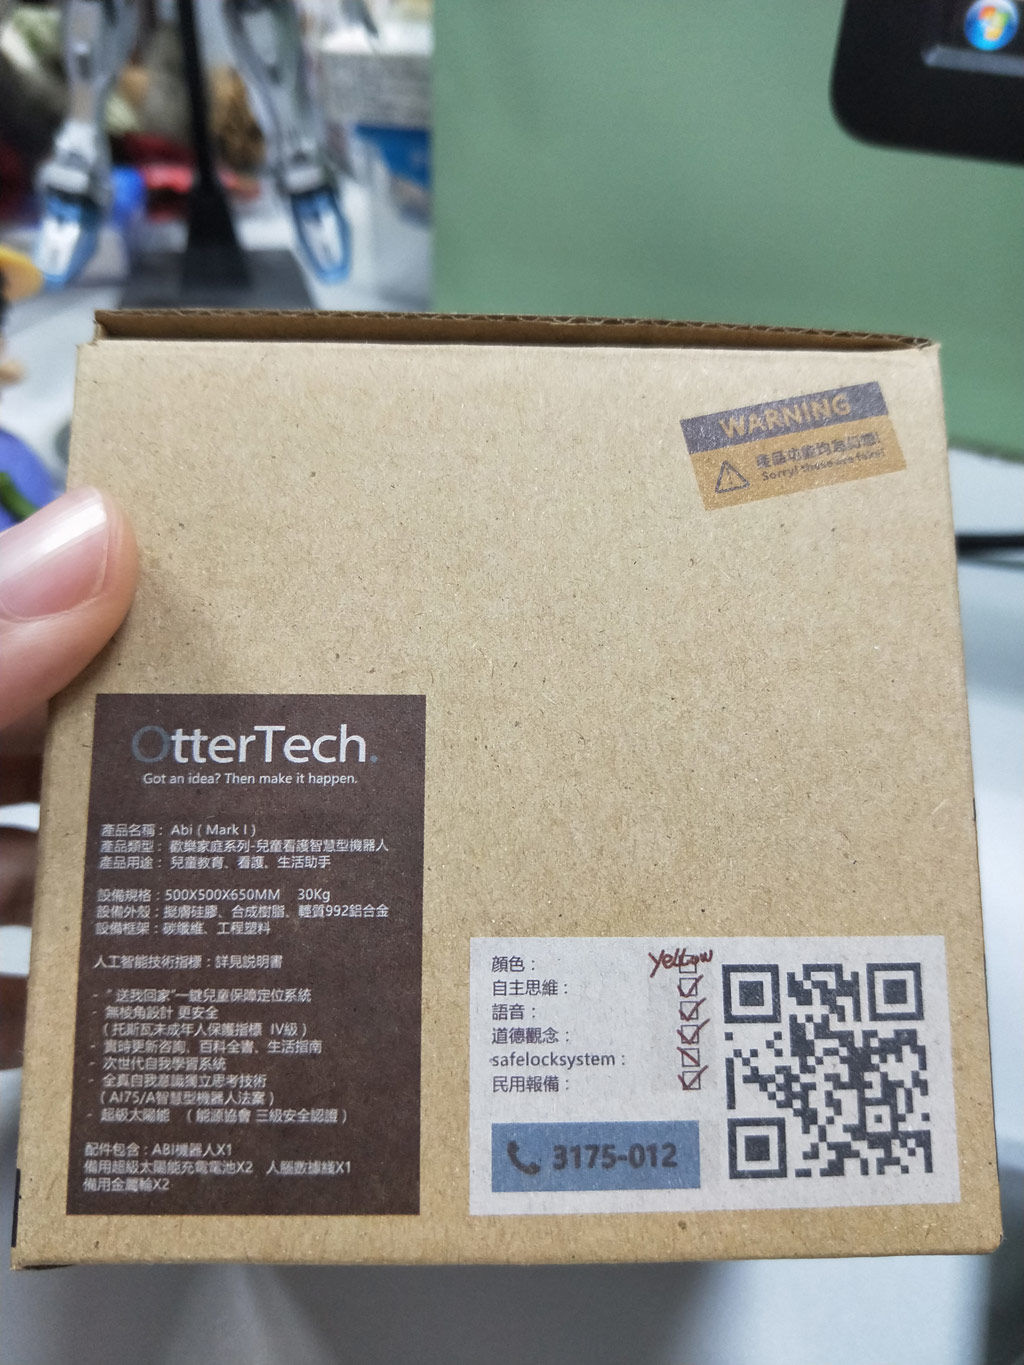 WARNING
產品功能均為幻想!
Sorry! these are fake!
OtterTech.
Got an idea? Then make it happen.
產品名稱： Abi ( Mark I )
產品類型： 歡樂家庭系列-兒童看護智慧型機器人
產品用途： 兒童教育、看護、生活助手
設備規格：500X500X650MM 30Kg
設備外殼：擬膚硅膠、合成樹脂、輕質992鋁合金
設備框架：碳纖維、工程塑料
人工智能技術指標：詳見說明書
- “ 送我回家”一鍵兒童保障定位系統
- 無棱角設計 更安全
( 托斯瓦未成年人保護指標 IV級 )
- 實時更新咨詢、百科全書、生活指南
- 次世代自我學習系統
- 全真自我意識獨立思考技術
( AI75/A智慧型機器人法案 )
- 超級太陽能 ( 能源協會 三級安全認證 )
配件包含：ABI機器人X1
備用超級太陽能充電電池X2 人腦數據綫X1
備用金屬輪X2
顏色： yellow
自主思維：
語音：
道德觀念：
safelocksystem：
民用報備：
3175-012